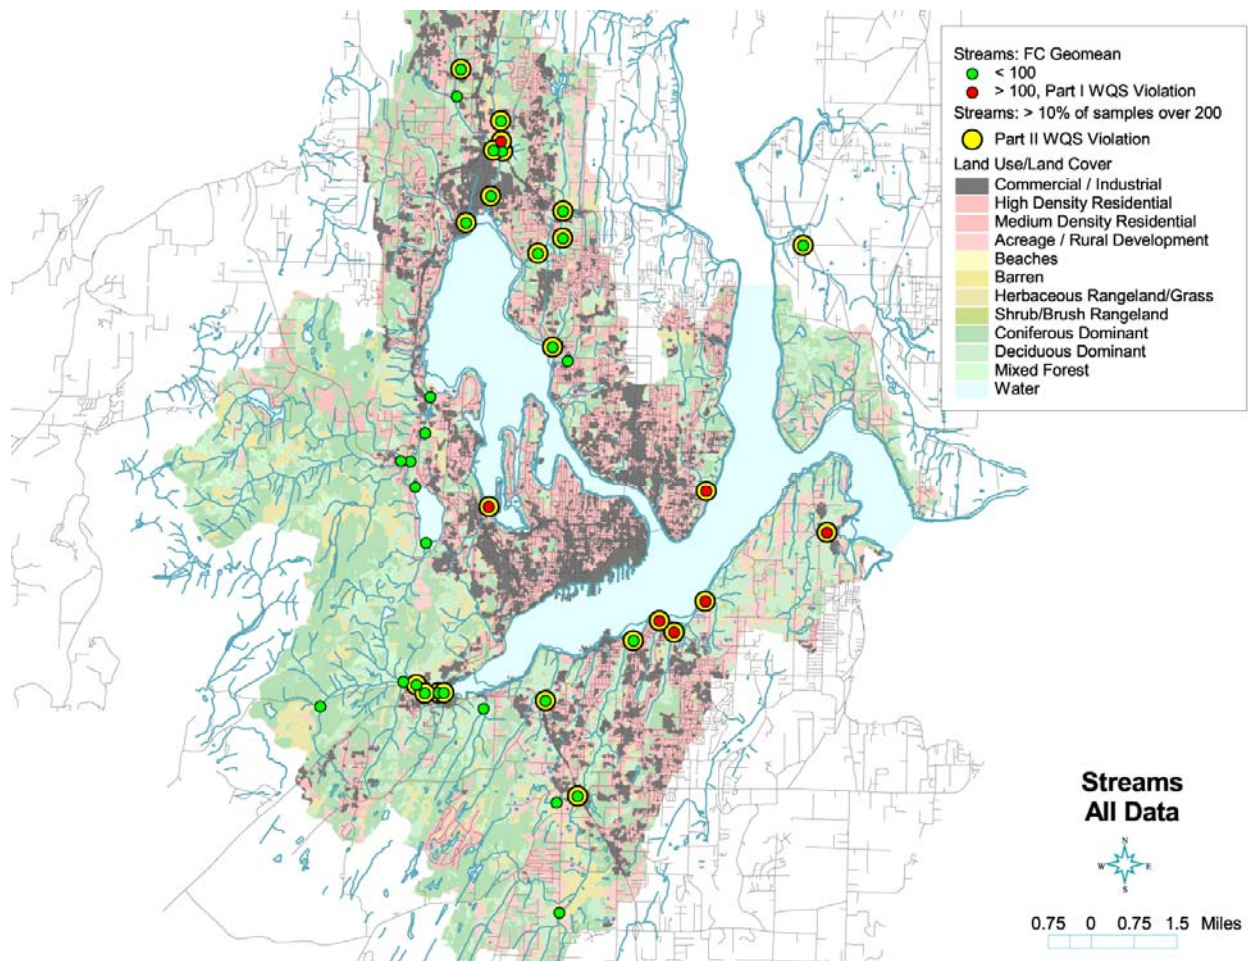 Streams: FC Geomean
< 100
> 100, Part I WQS Violation
Streams: > 10% of samples over 200
Part II WQS Violation
Land Use/Land Cover
Commercial / Industrial
High Density Residential
Medium Density Residential
Acreage / Rural Development
Beaches
Barren
Herbaceous Rangeland/Grass
Shrub/Brush Rangeland
Coniferous Dominant
Deciduous Dominant
Mixed Forest
Water
Streams
All Data
N
W E
S
0.75 0 0.75 1.5 Miles